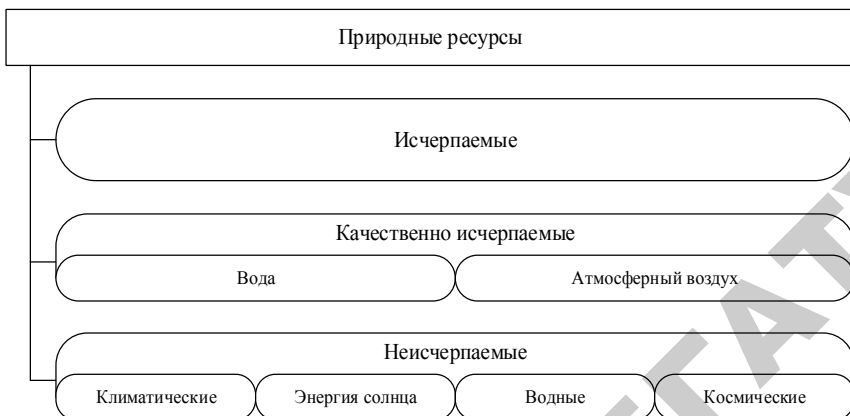 Природные ресурсы
Исчерпаемые
Качественно исчерпаемые
Вода Атмосферный воздух
Неисчерпаемые
Климатические Энергия солнца Водные Космические